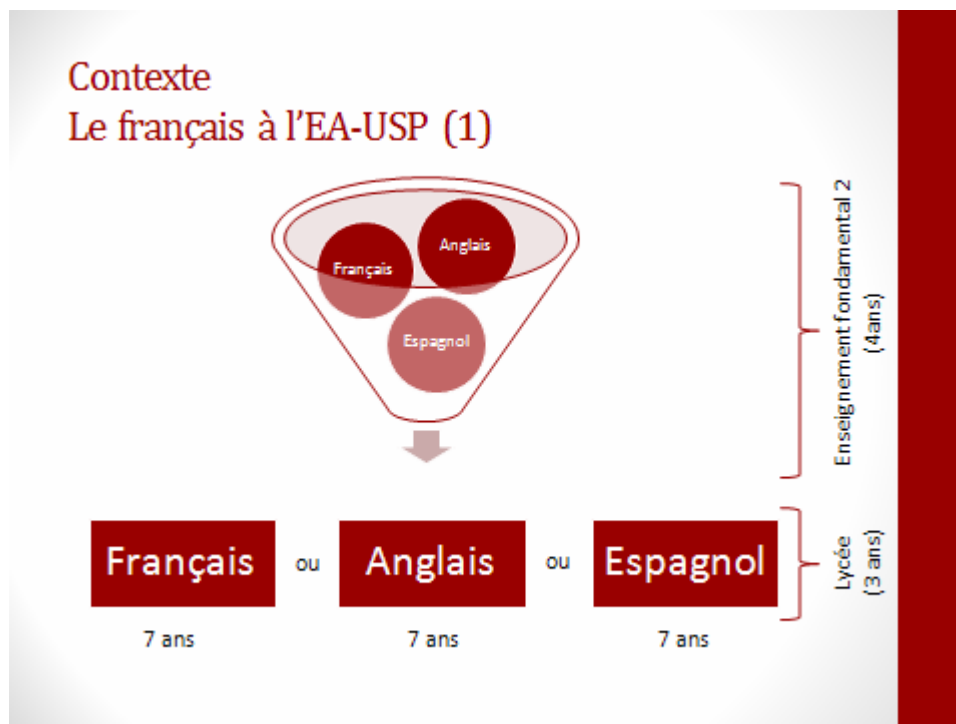 Contexte
Le français à l'EA-USP (1)
Anglais
Français
Espagnol
Enseignement fondamental 2
(4ans)
Français ou Anglais ou Espagnol
7 ans 7 ans 7 ans
Lycée
(3 ans)